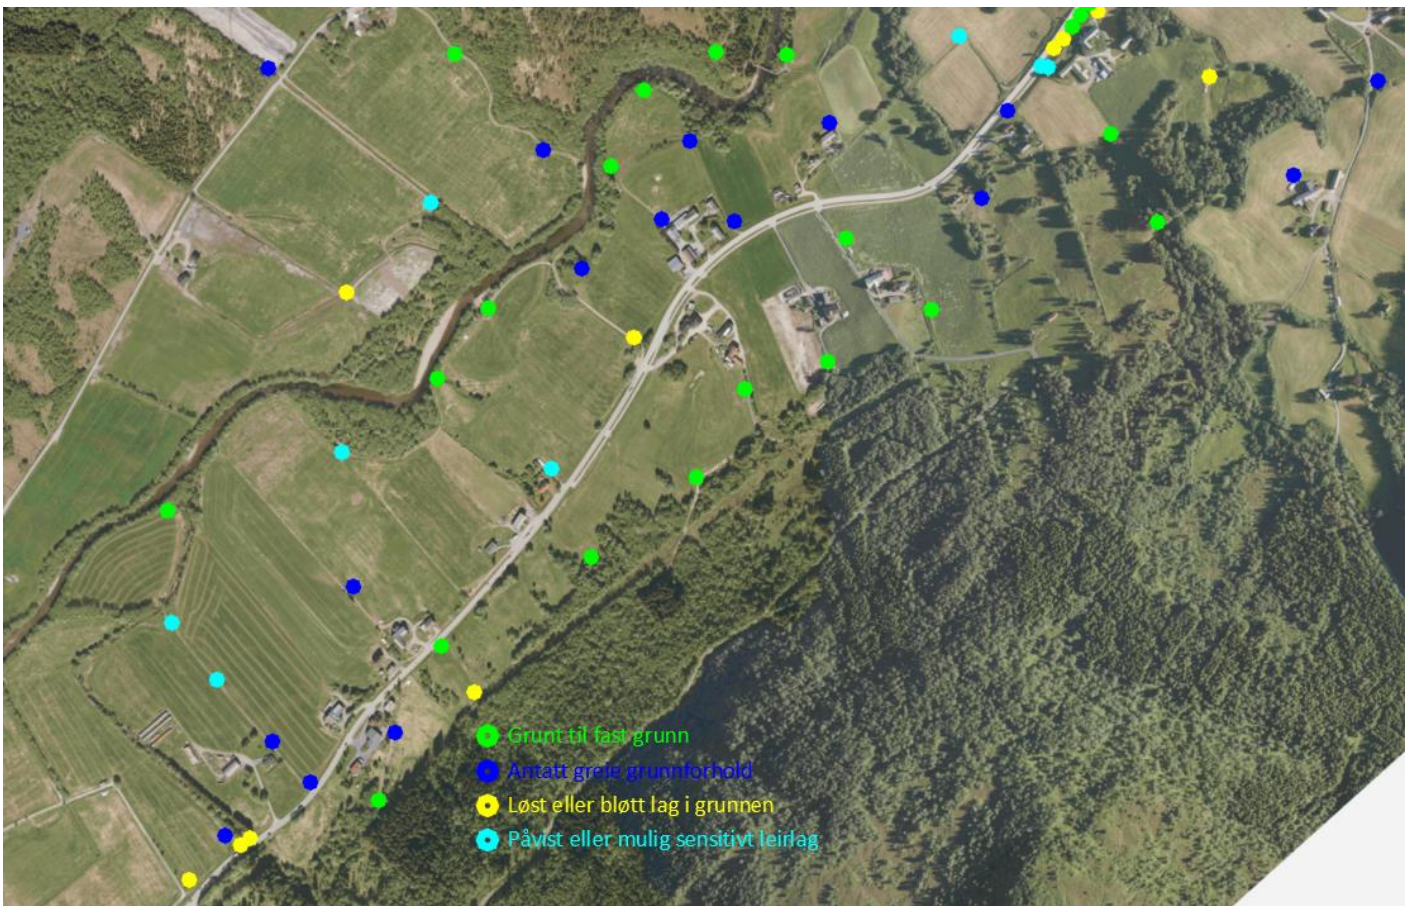 Grunt til fast grunn
Antatt greie grunnforhold
Løst eller bløtt lag i grunnen
Påvist eller mulig sensitivt leirlag